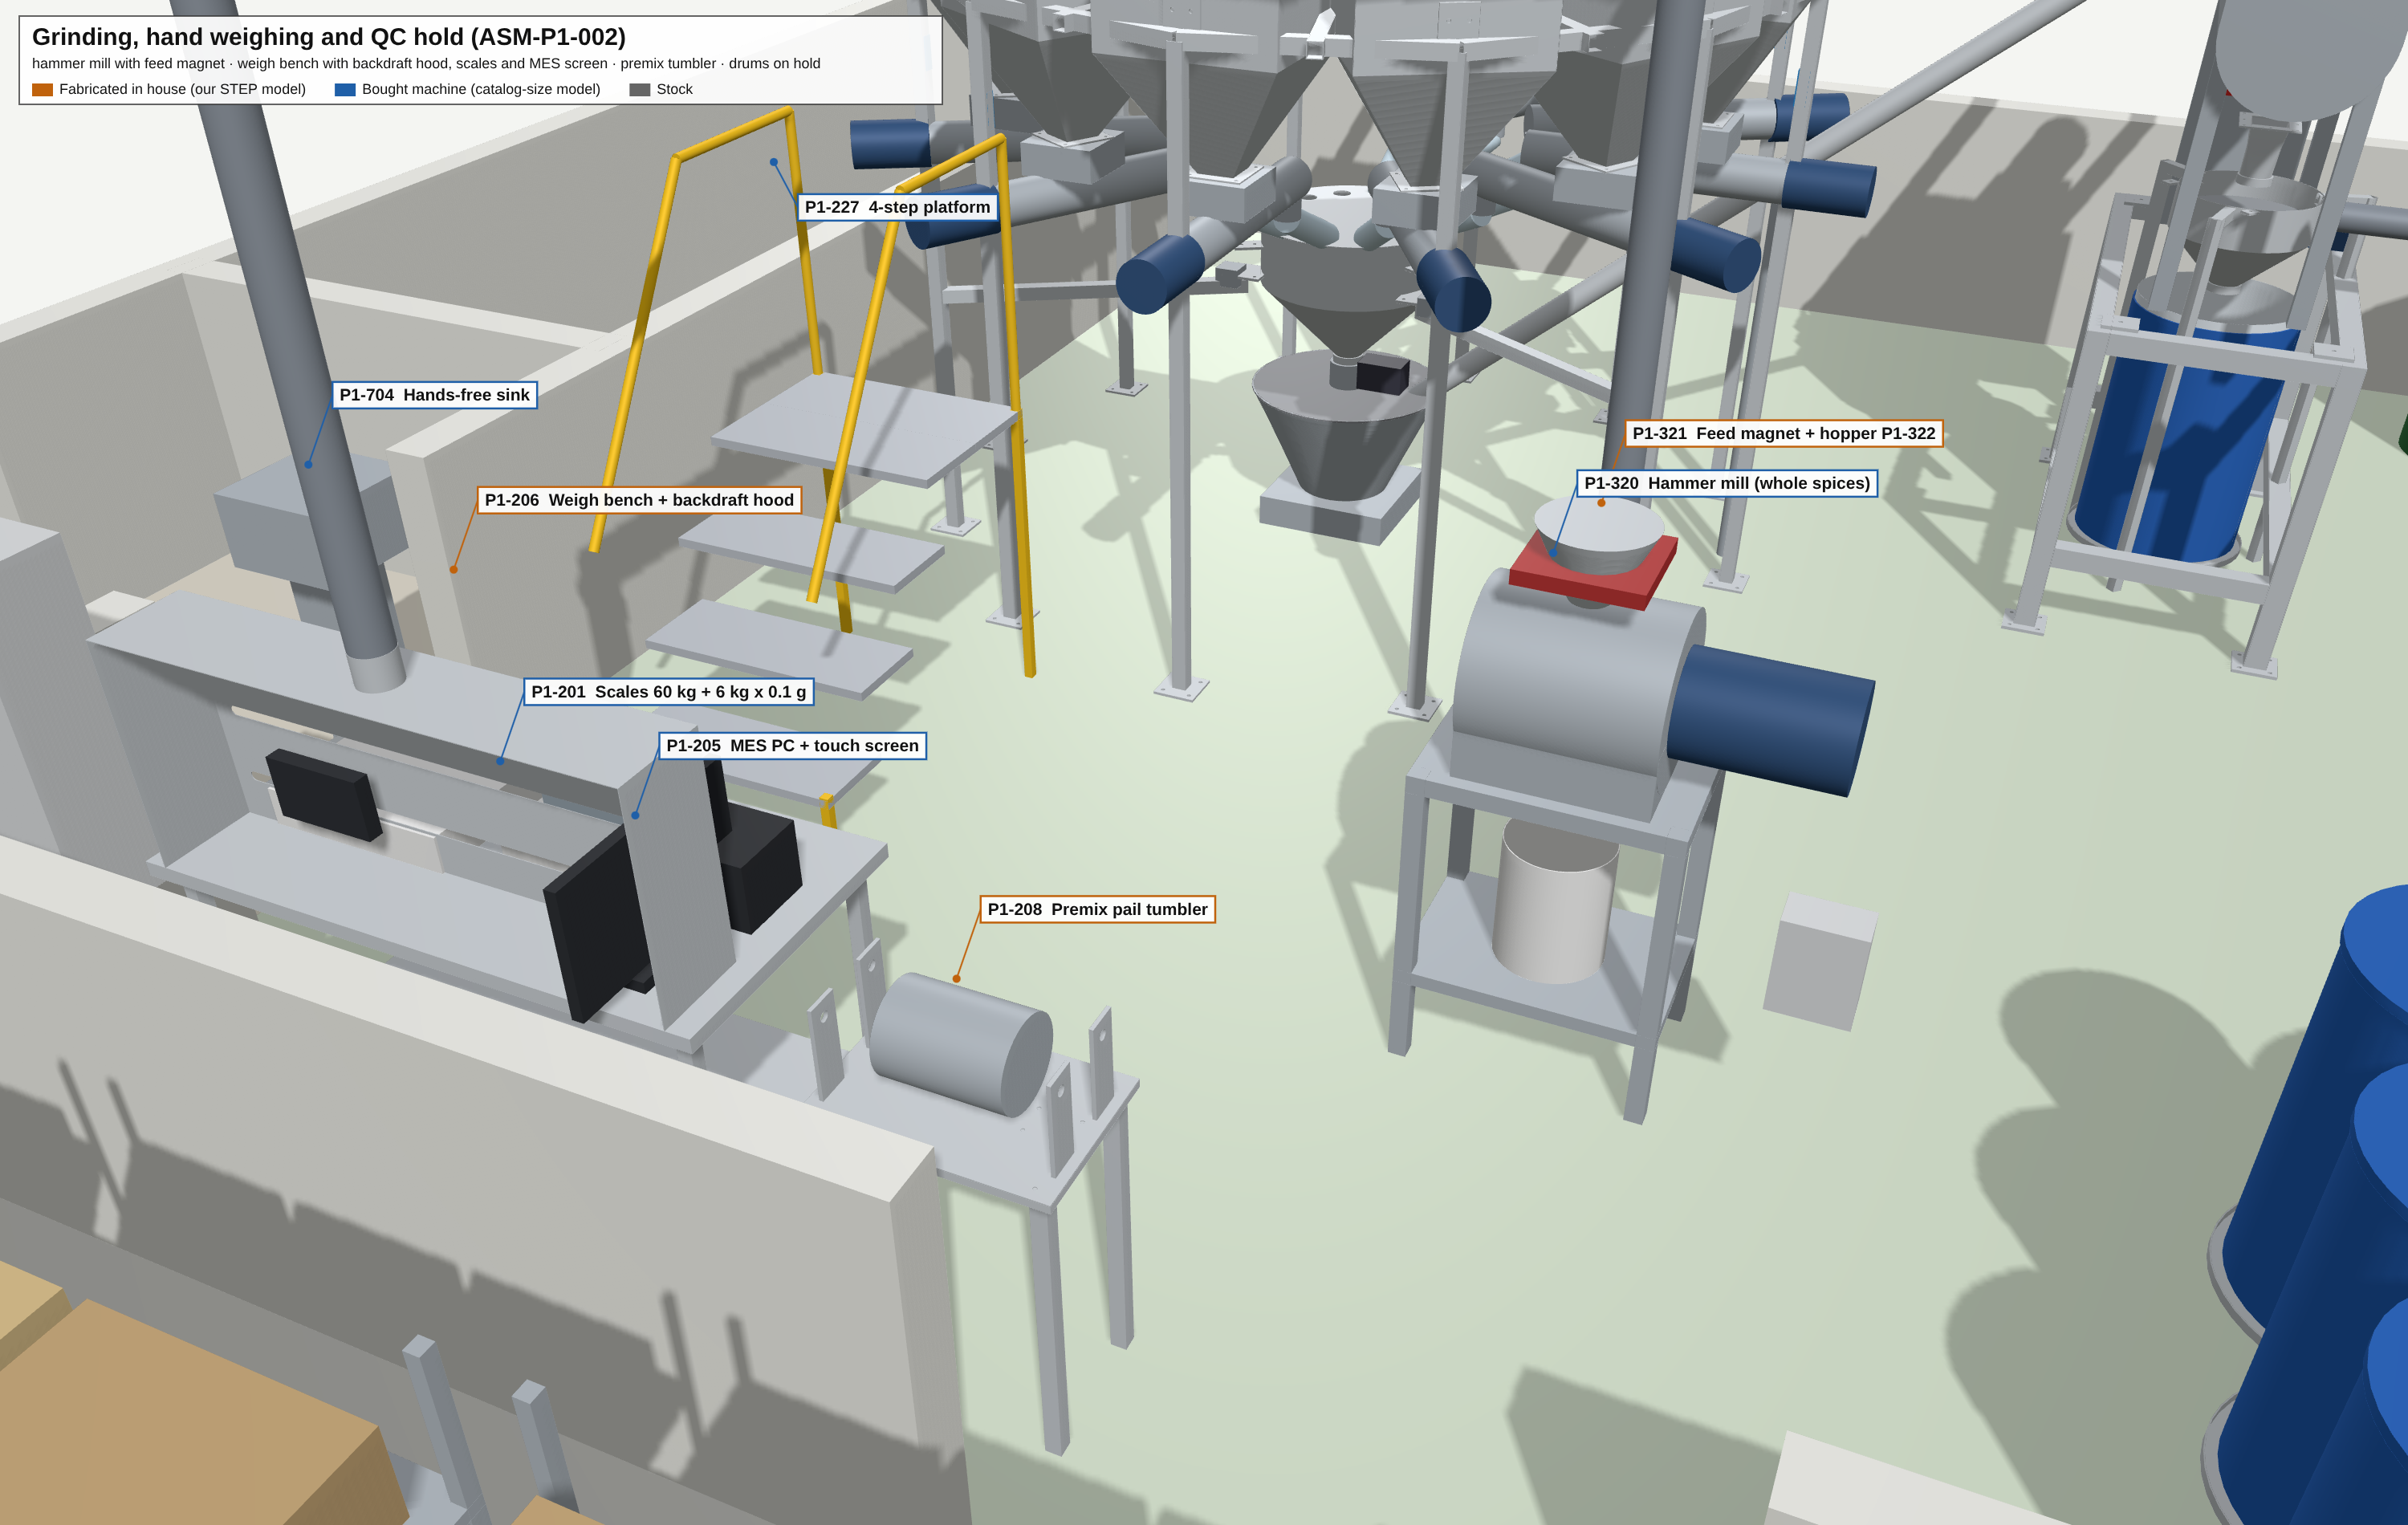 Grinding, hand weighing and QC hold (ASM-P1-002)
hammer mill with feed magnet · weigh bench with backdraft hood, scales and MES screen · premix tumbler · drums on hold
Fabricated in house (our STEP model)
Bought machine (catalog-size model)
Stock
P1-227 4-step platform
P1-704 Hands-free sink
P1-321 Feed magnet + hopper P1-322
P1-320 Hammer mill (whole spices)
P1-206 Weigh bench + backdraft hood
P1-201 Scales 60 kg + 6 kg x 0.1 g
P1-205 MES PC + touch screen
P1-208 Premix pail tumbler